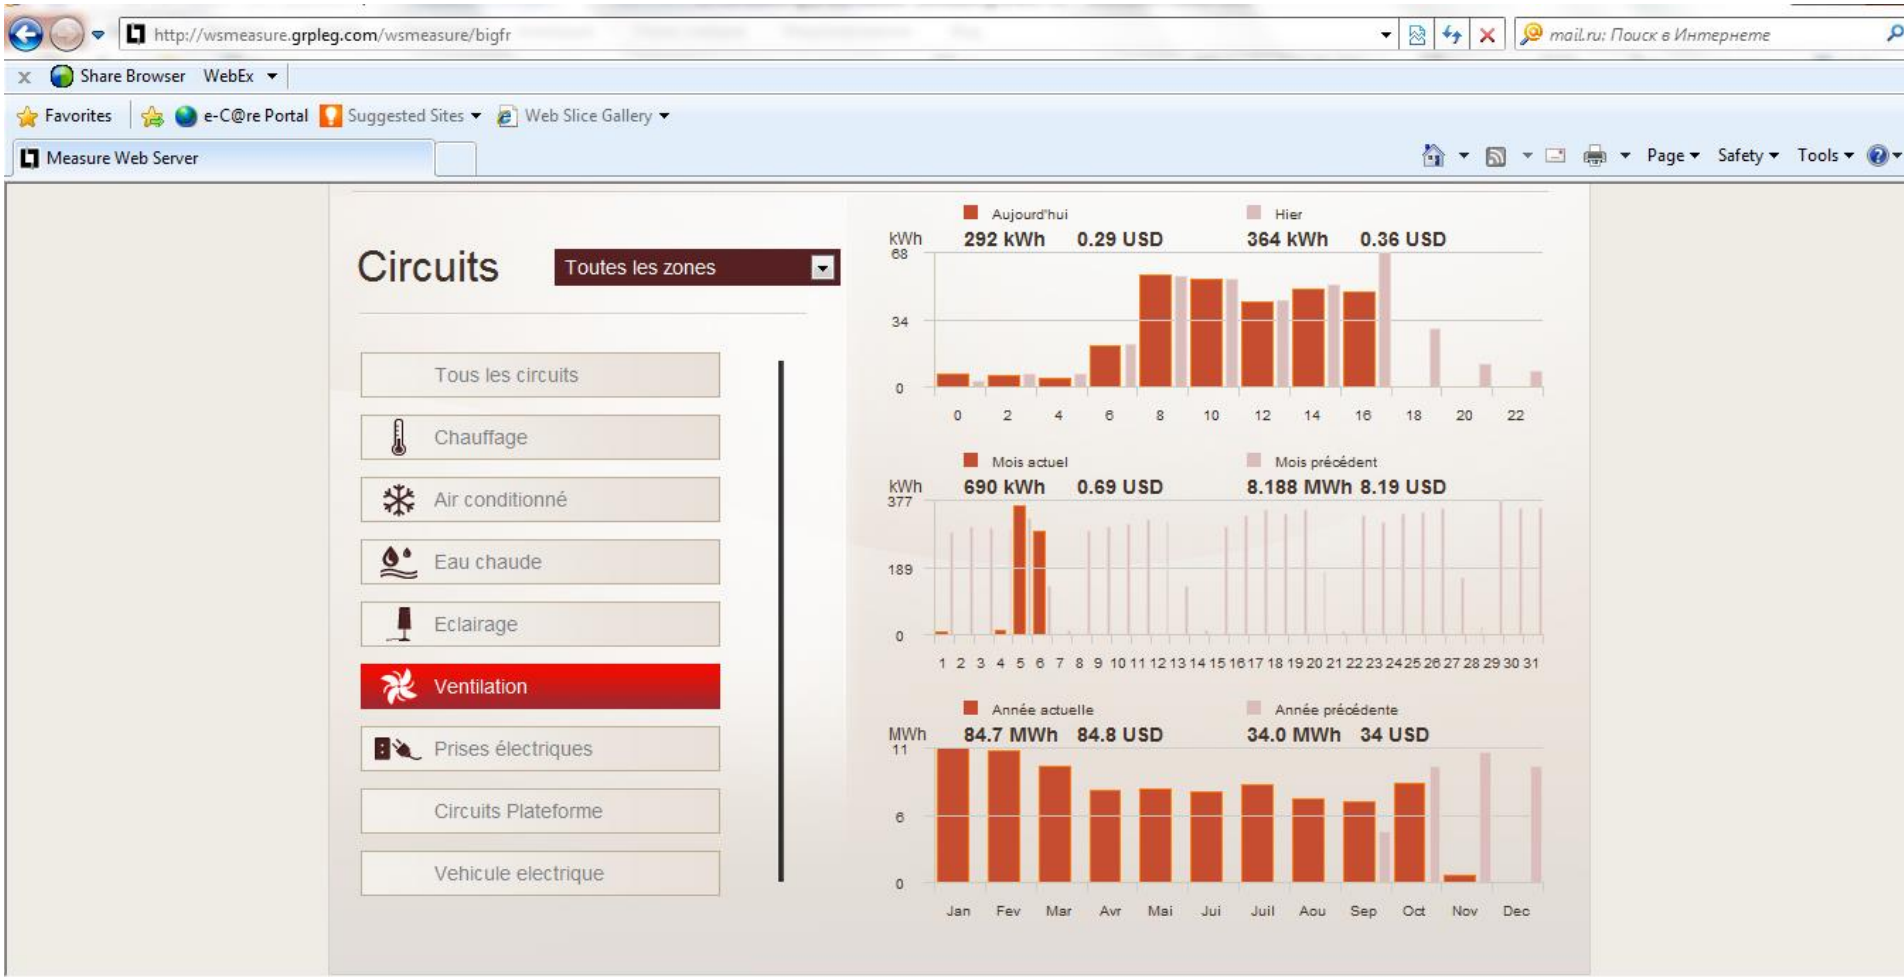 http://wsmeasure.grpleg.com/wsmeasure/bigfr
mail.ru: Поиск в Интернете
x Share Browser WebEx
Favorites e-C@re Portal Suggested Sites Web Slice Gallery
Measure Web Server
Page Safety Tools
Circuits
Toutes les zones
Tous les circuits
Chauffage
Air conditionné
Eau chaude
Eclairage
Ventilation
Prises électriques
Circuits Plateforme
Vehicule electrique
Aujourd'hui Hier
kWh 292 kWh 0.29 USD 364 kWh 0.36 USD
68
34
0
0 2 4 6 8 10 12 14 16 18 20 22
Mois actuel Mois précédent
kWh 690 kWh 0.69 USD 8.188 MWh 8.19 USD
377
189
0
1 2 3 4 5 6 7 8 9 10 11 12 13 14 15 16 17 18 19 20 21 22 23 24 25 26 27 28 29 30 31
Année actuelle Année précédente
MWh 84.7 MWh 84.8 USD 34.0 MWh 34 USD
11
6
0
Jan Fev Mar Avr Mai Jui Juil Aou Sep Oct Nov Dec